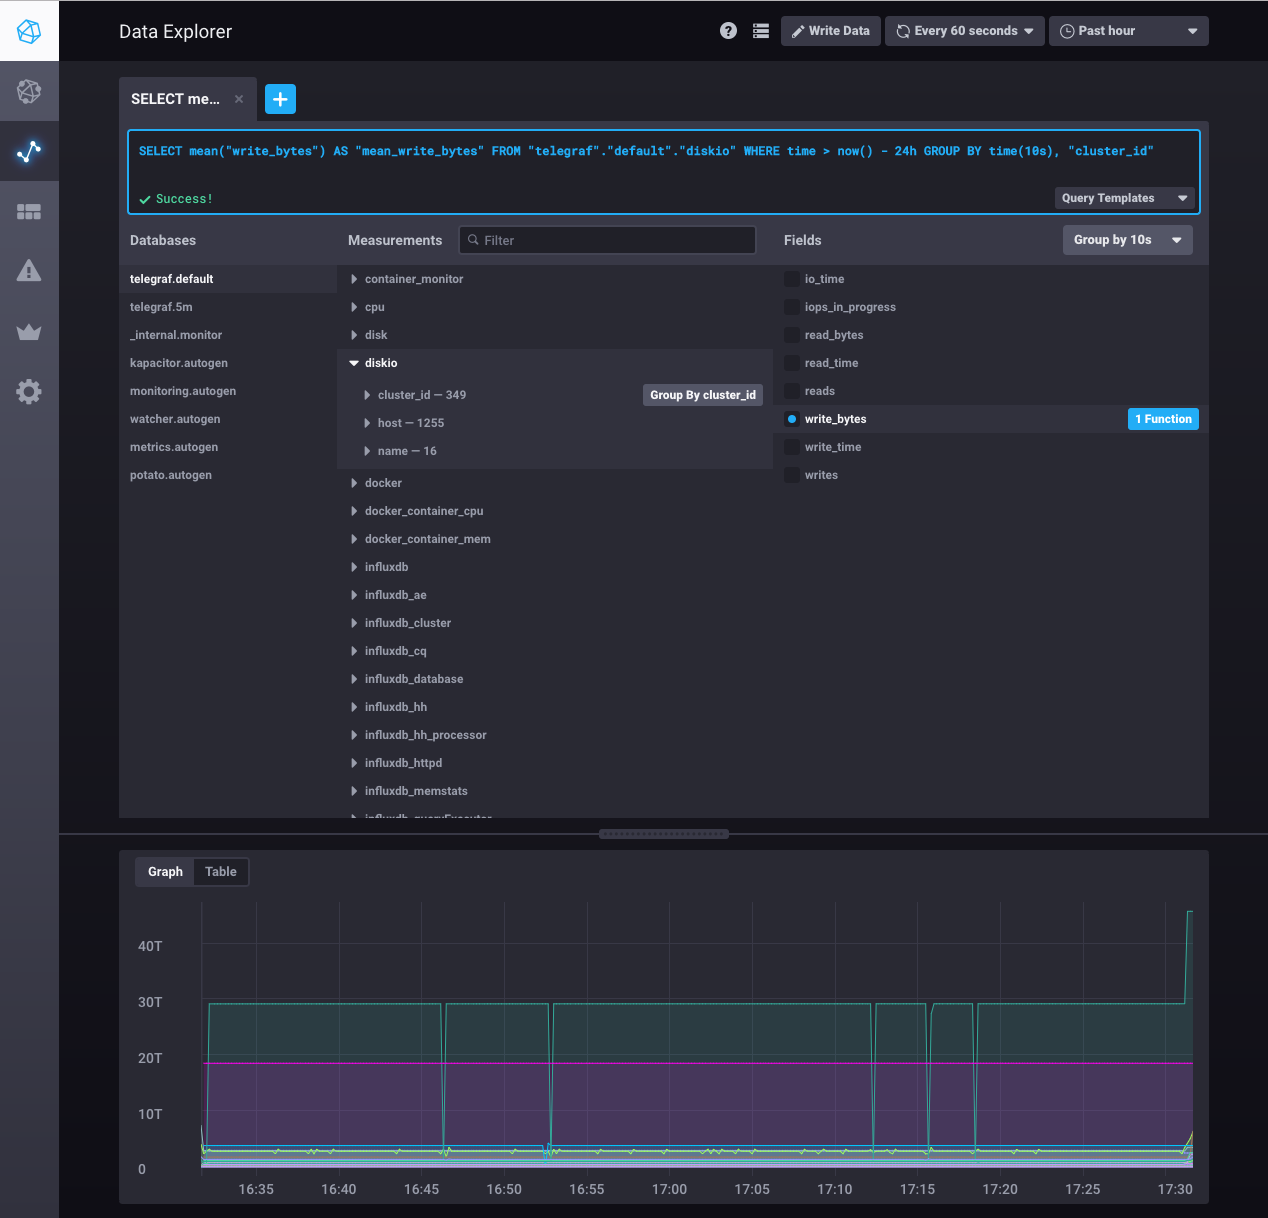 Data Explorer
Write Data
Every 60 seconds
Past hour
SELECT me...
SELECT mean("write_bytes") AS "mean_write_bytes" FROM "telegraf"."default"."diskio" WHERE time > now() - 24h GROUP BY time(10s), "cluster_id"
Success!
Query Templates
Databases
telegraf.default
telegraf.5m
_internal.monitor
kapacitor.autogen
monitoring.autogen
watcher.autogen
metrics.autogen
potato.autogen
Measurements
Filter
container_monitor
cpu
disk
diskio
cluster_id — 349
Group By cluster_id
host — 1255
name — 16
docker
docker_container_cpu
docker_container_mem
influxdb
influxdb_ae
influxdb_cluster
influxdb_cq
influxdb_database
influxdb_hh
influxdb_hh_processor
influxdb_httpd
influxdb_memstats
influxdb_queryExecutor
Fields
Group by 10s
io_time
iops_in_progress
read_bytes
read_time
reads
write_bytes
1 Function
write_time
writes
Graph
Table
40T
30T
20T
10T
0
16:35
16:40
16:45
16:50
16:55
17:00
17:05
17:10
17:15
17:20
17:25
17:30